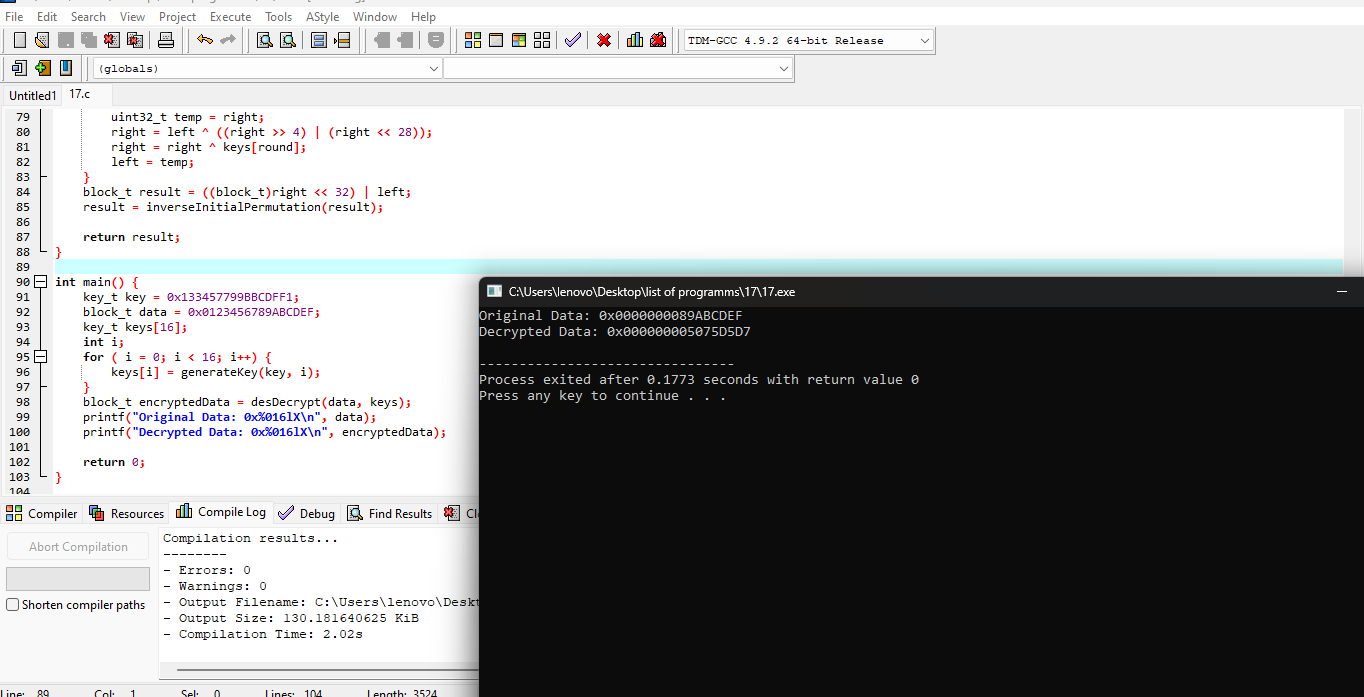 File Edit Search View Project Execute Tools AStyle Window Help
TDM-GCC 4.9.2 64-bit Release
(globals)
Untitled1 17.c
79 uint32_t temp = right;
80 right = left ^ ((right >> 4) | (right << 28));
81 right = right ^ keys[round];
82 left = temp;
83 }
84 block_t result = ((block_t)right << 32) | left;
85 result = inverseInitialPermutation(result);
86
87 return result;
88 }
89
90 int main() {
91 key_t key = 0x133457799BBCDFF1;
92 block_t data = 0x0123456789ABCDEF;
93 key_t keys[16];
94 int i;
95 for ( i = 0; i < 16; i++) {
96 keys[i] = generateKey(key, i);
97 }
98 block_t encryptedData = desDecrypt(data, keys);
99 printf("Original Data: 0x%016lX\n", data);
100 printf("Decrypted Data: 0x%016lX\n", encryptedData);
101
102 return 0;
103 }
104
C:\Users\lenovo\Desktop\list of programms\17\17.exe
Original Data: 0x0000000089ABCDEF
Decrypted Data: 0x000000005075D5D7
--------------------------------
Process exited after 0.1773 seconds with return value 0
Press any key to continue . . .
Compiler Resources Compile Log Debug Find Results
Abort Compilation
Shorten compiler paths
Compilation results...
--------
- Errors: 0
- Warnings: 0
- Output Filename: C:\Users\lenovo\Deskt
- Output Size: 130.181640625 KiB
- Compilation Time: 2.02s
Line: 89 Col: 1 Sel: 0 Lines: 104 Length: 3524